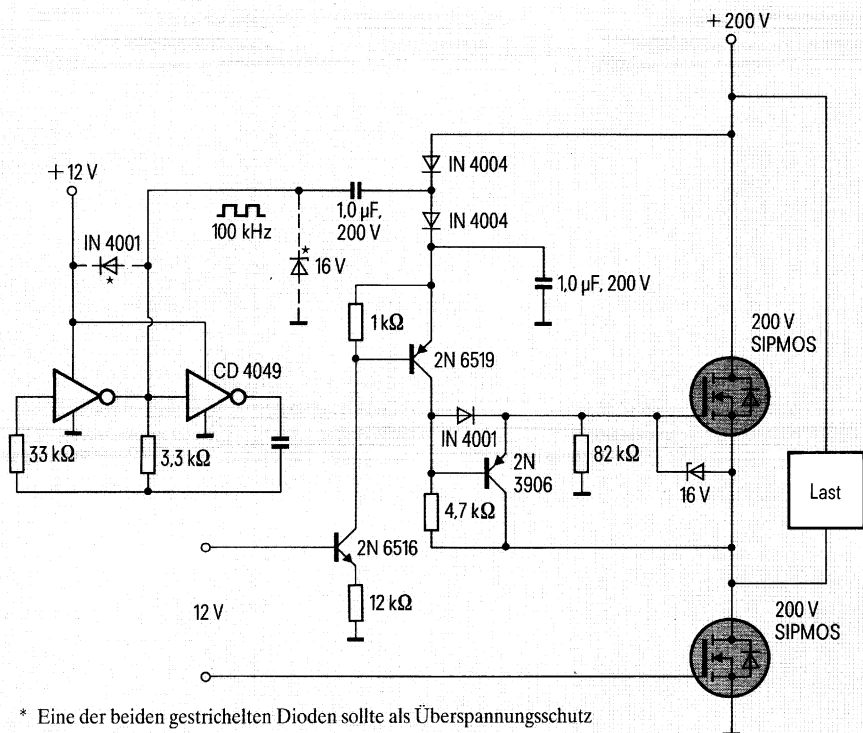 + 200 V
+ 12 V
IN 4004
1,0 µF,
200 V
100 kHz
IN 4004
IN 4001
*
*
16 V
1,0 µF, 200 V
1 kΩ
200 V
SIPMOS
2N 6519
CD 4049
IN 4001
33 kΩ
3,3 kΩ
2N
3906
82 kΩ
16 V
Last
4,7 kΩ
2N 6516
12 V
12 kΩ
200 V
SIPMOS
* Eine der beiden gestrichelten Dioden sollte als Überspannungsschutz